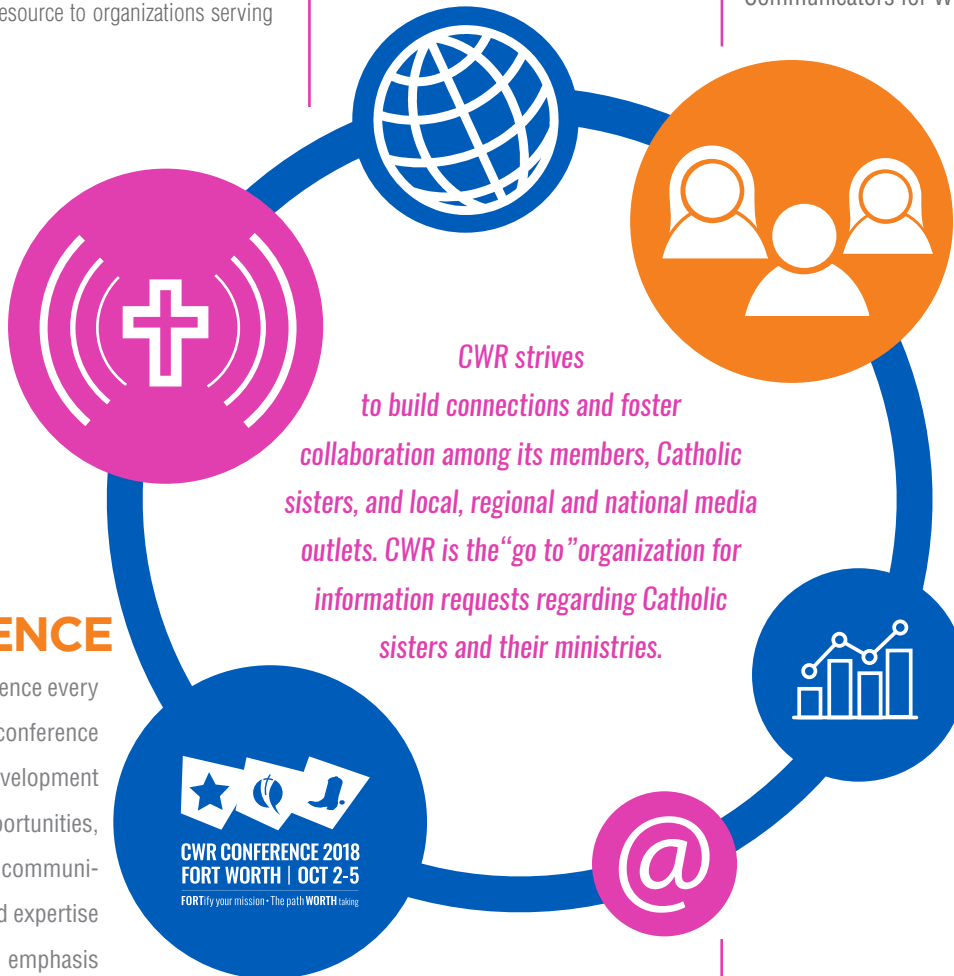 resource to organizations serving
Communicators for W
CWR strives
to build connections and foster
collaboration among its members, Catholic
sisters, and local, regional and national media
outlets. CWR is the “go to” organization for
information requests regarding Catholic
sisters and their ministries.
ENCE
ence every
conference
velopment
portunities,
communi-
d expertise
emphasis
CWR CONFERENCE 2018
FORT WORTH | OCT 2-5
FORTify your mission • The path WORTH taking
@